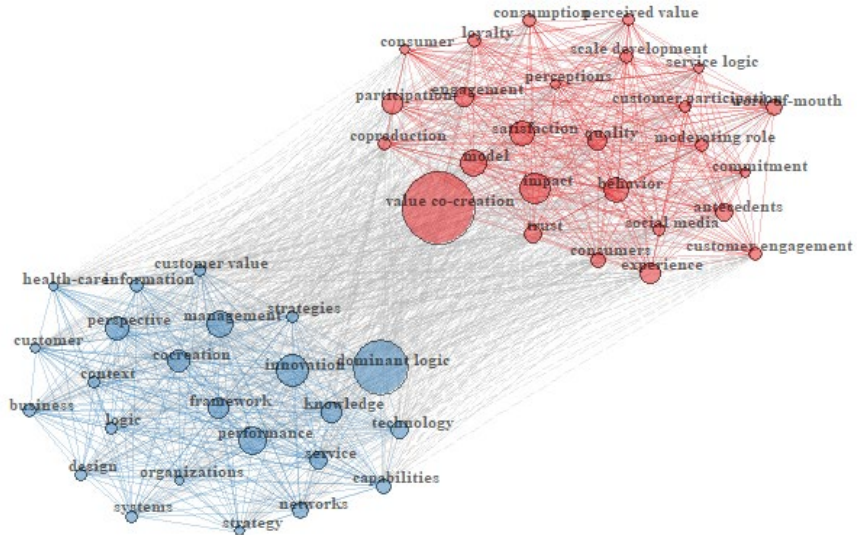 consumption
perceived value
loyalty
consumer
scale development
service logic
perceptions
engagement
participation
customer participation
word-of-mouth
satisfaction
quality
coproduction
moderating role
model
commitment
impact
behavior
value co-creation
antecedents
trust
social media
consumers
customer engagement
experience
customer value
health-care
information
strategies
perspective
management
customer
cocreation
dominant logic
innovation
context
business
framework
knowledge
logic
technology
performance
service
design
organizations
capabilities
systems
networks
strategy